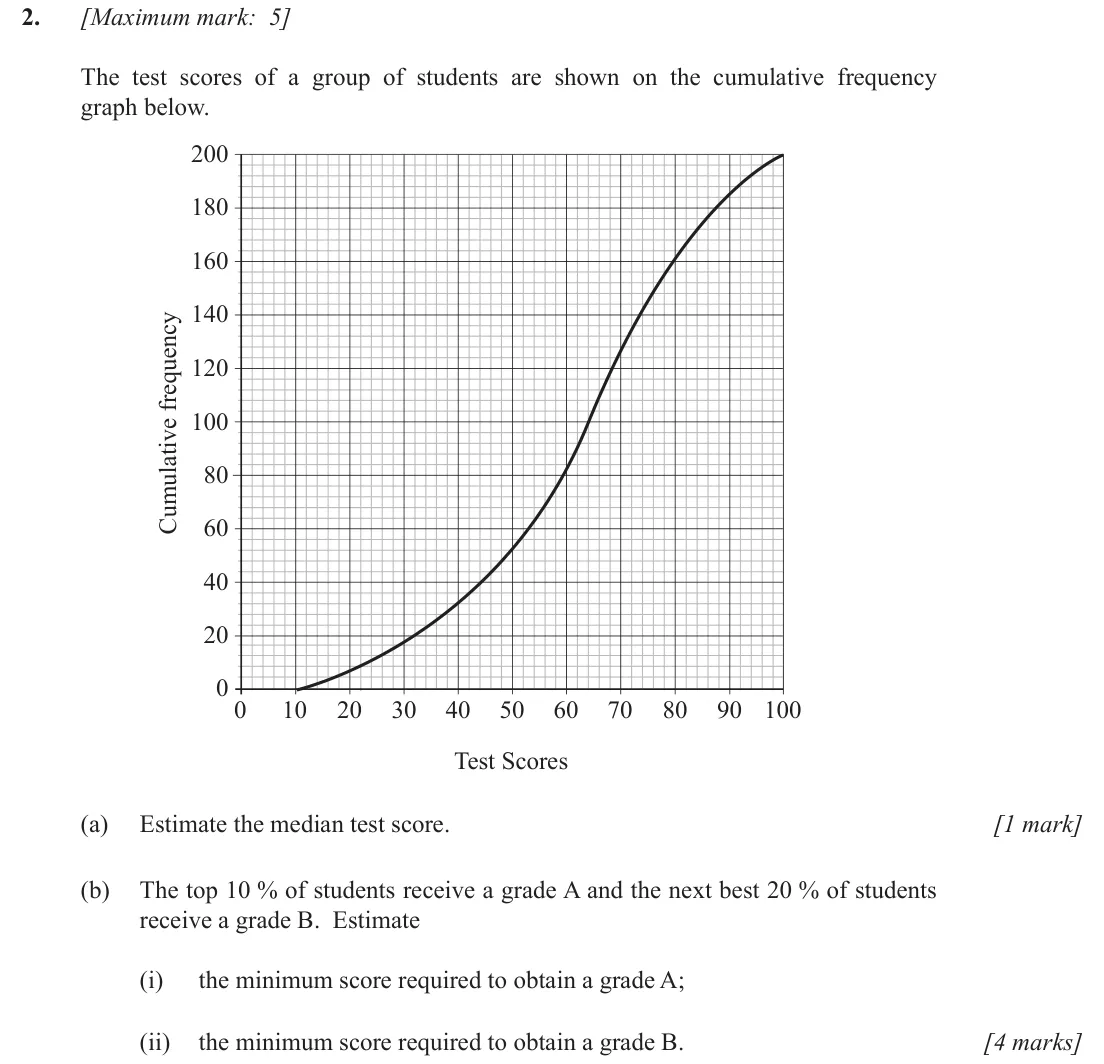 2. [Maximum mark: 5]
The test scores of a group of students are shown on the cumulative frequency
graph below.
200
180
160
140
120
100
80
60
40
20
0
Cumulative frequency
0 10 20 30 40 50 60 70 80 90 100
Test Scores
(a) Estimate the median test score. [1 mark]
(b) The top 10 % of students receive a grade A and the next best 20 % of students
receive a grade B. Estimate
(i) the minimum score required to obtain a grade A;
(ii) the minimum score required to obtain a grade B. [4 marks]